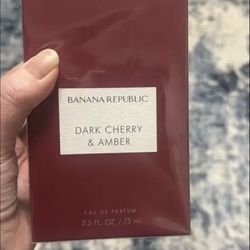 BANANA REPUBLIC
DARK CHERRY
& AMBER
EAU DE PARFUM
2.5 FL. OZ. / 75 mL